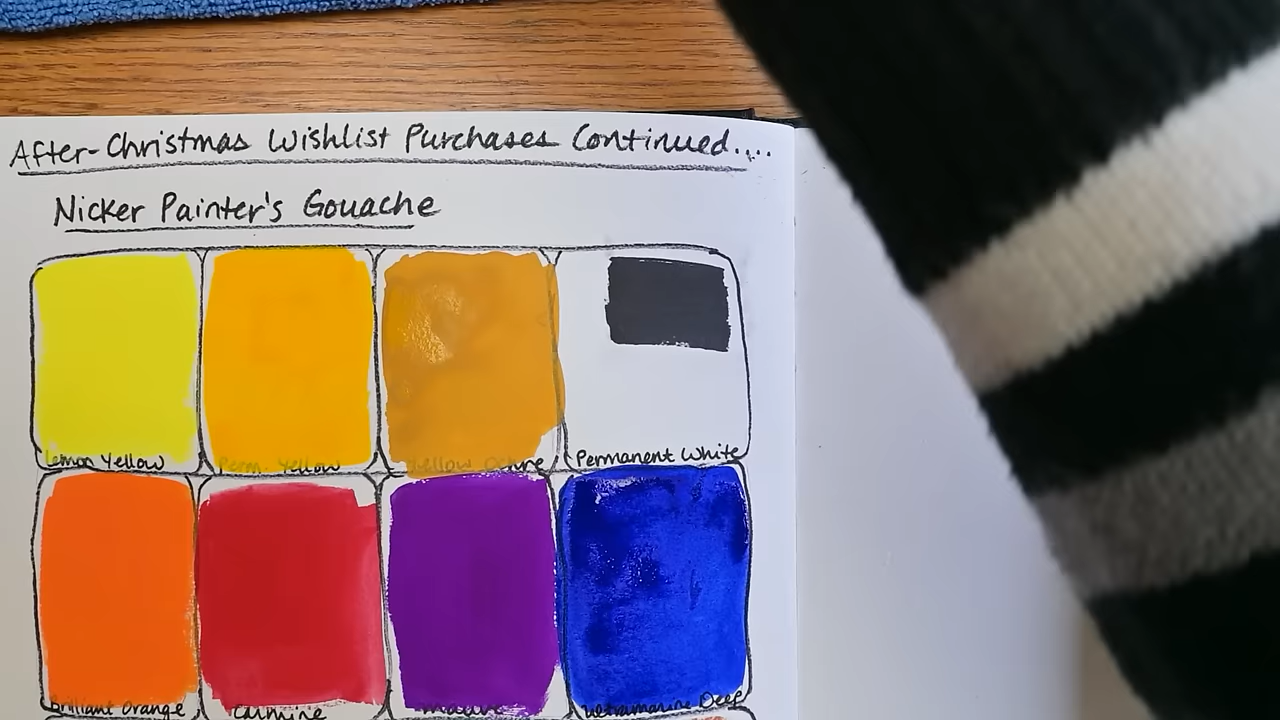 After-Christmas Wishlist Purchases Continued....
Nicker Painter's Gouache
Lemon Yellow Perm. Yellow Yellow Ochre Permanent White
Brilliant Orange Carmine Mauve Ultramarine Deep